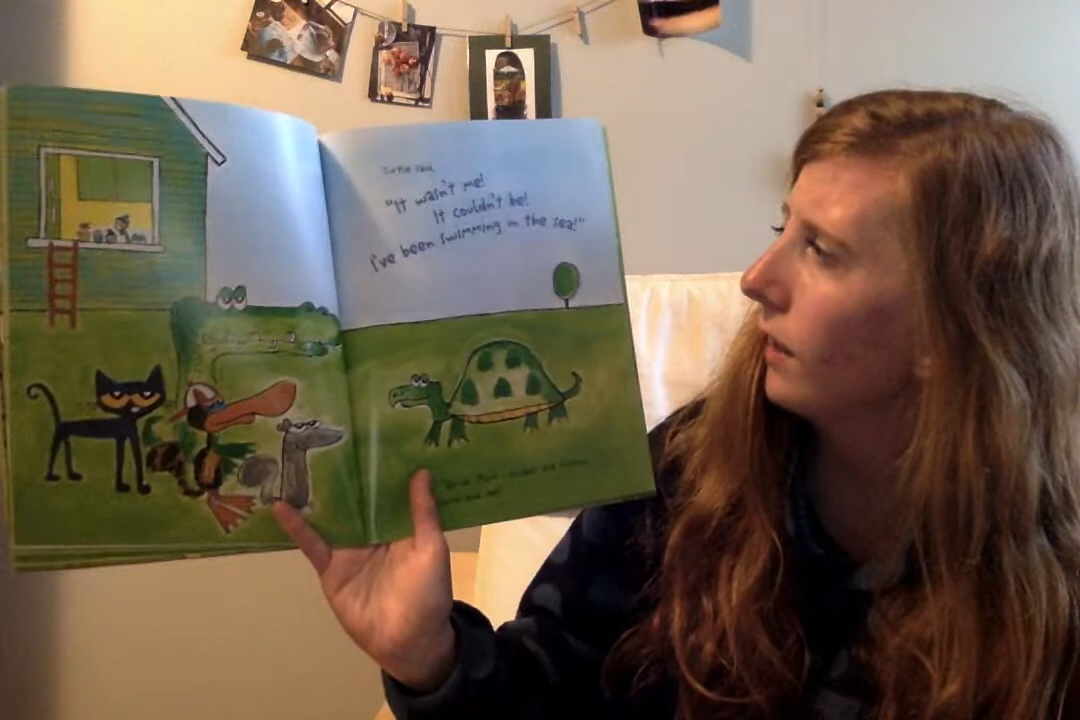 Turtle said,
"It wasn't me!
It couldn't be!
I've been swimming in the sea!"